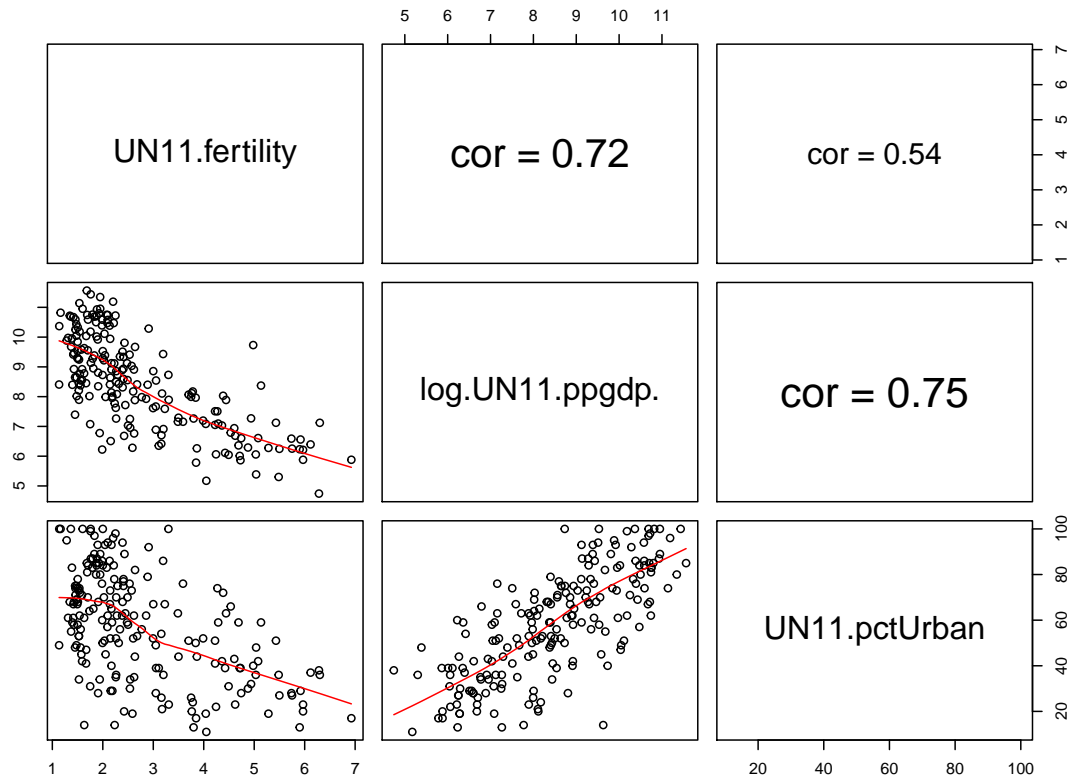 5 6 7 8 9 10 11
UN11.fertility
cor = 0.72
cor = 0.54
1 2 3 4 5 6 7
5 6 7 8 9 10
log.UN11.ppgdp.
cor = 0.75
UN11.pctUrban
20 40 60 80 100
1 2 3 4 5 6 7
20 40 60 80 100